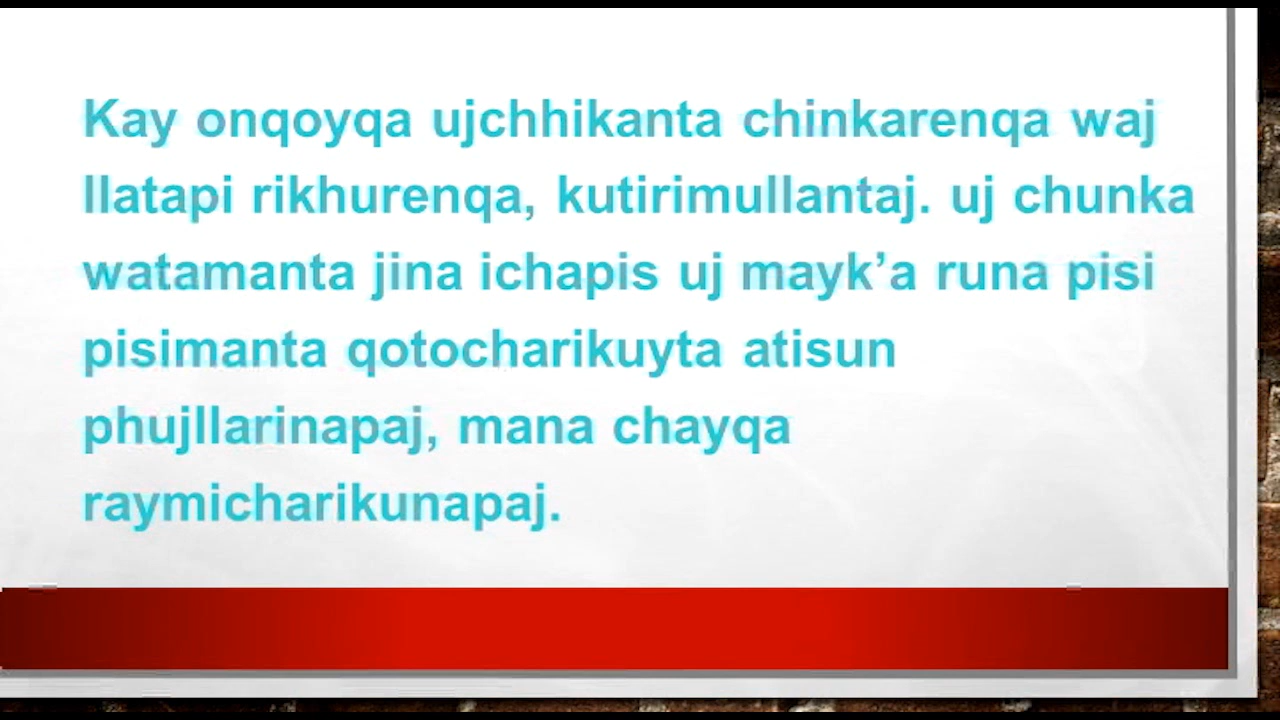 Kay onqoyqa ujchhikanta chinkarenqa waj
llatapi rikhurenqa, kutirimullantaj. uj chunka
watamanta jina ichapis uj mayk’a runa pisi
pisimanta qotocharikuyta atisun
phujllarinapaj, mana chayqa
raymicharikunapaj.